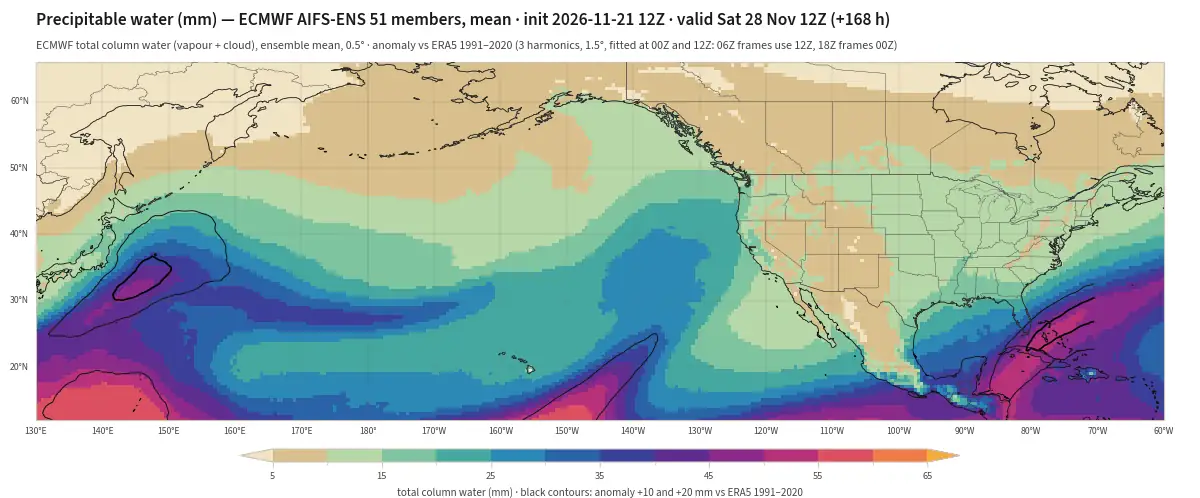 Precipitable water (mm) — ECMWF AIFS-ENS 51 members, mean · init 2026-11-21 12Z · valid Sat 28 Nov 12Z (+168 h)
ECMWF total column water (vapour + cloud), ensemble mean, 0.5° · anomaly vs ERA5 1991–2020 (3 harmonics, 1.5°, fitted at 00Z and 12Z: 06Z frames use 12Z, 18Z frames 00Z)
60°N
50°N
40°N
30°N
20°N
130°E 140°E 150°E 160°E 170°E 180° 170°W 160°W 150°W 140°W 130°W 120°W 110°W 100°W 90°W 80°W 70°W 60°W
5 15 25 35 45 55 65
total column water (mm) · black contours: anomaly +10 and +20 mm vs ERA5 1991–2020